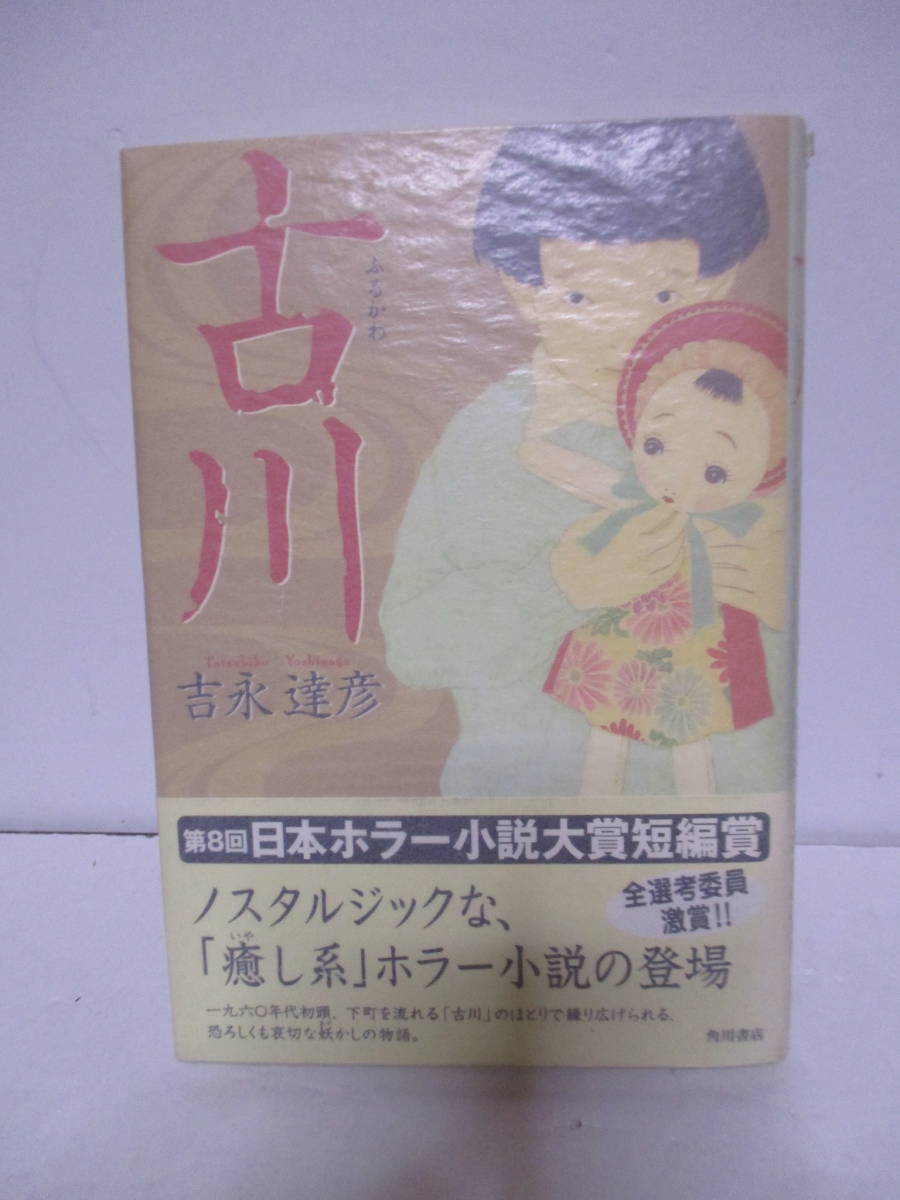 古川
ふるかわ
Tatsuhiko Yoshinaga
吉永達彦
第8回日本ホラー小説大賞短編賞
全選考委員
激賞!!
ノスタルジックな、
「癒し系」ホラー小説の登場
いや
一九六〇年代初頭、下町を流れる「古川」のほとりで繰り広げられる、
恐ろしくも哀切な妖かしの物語。
あや
角川書店